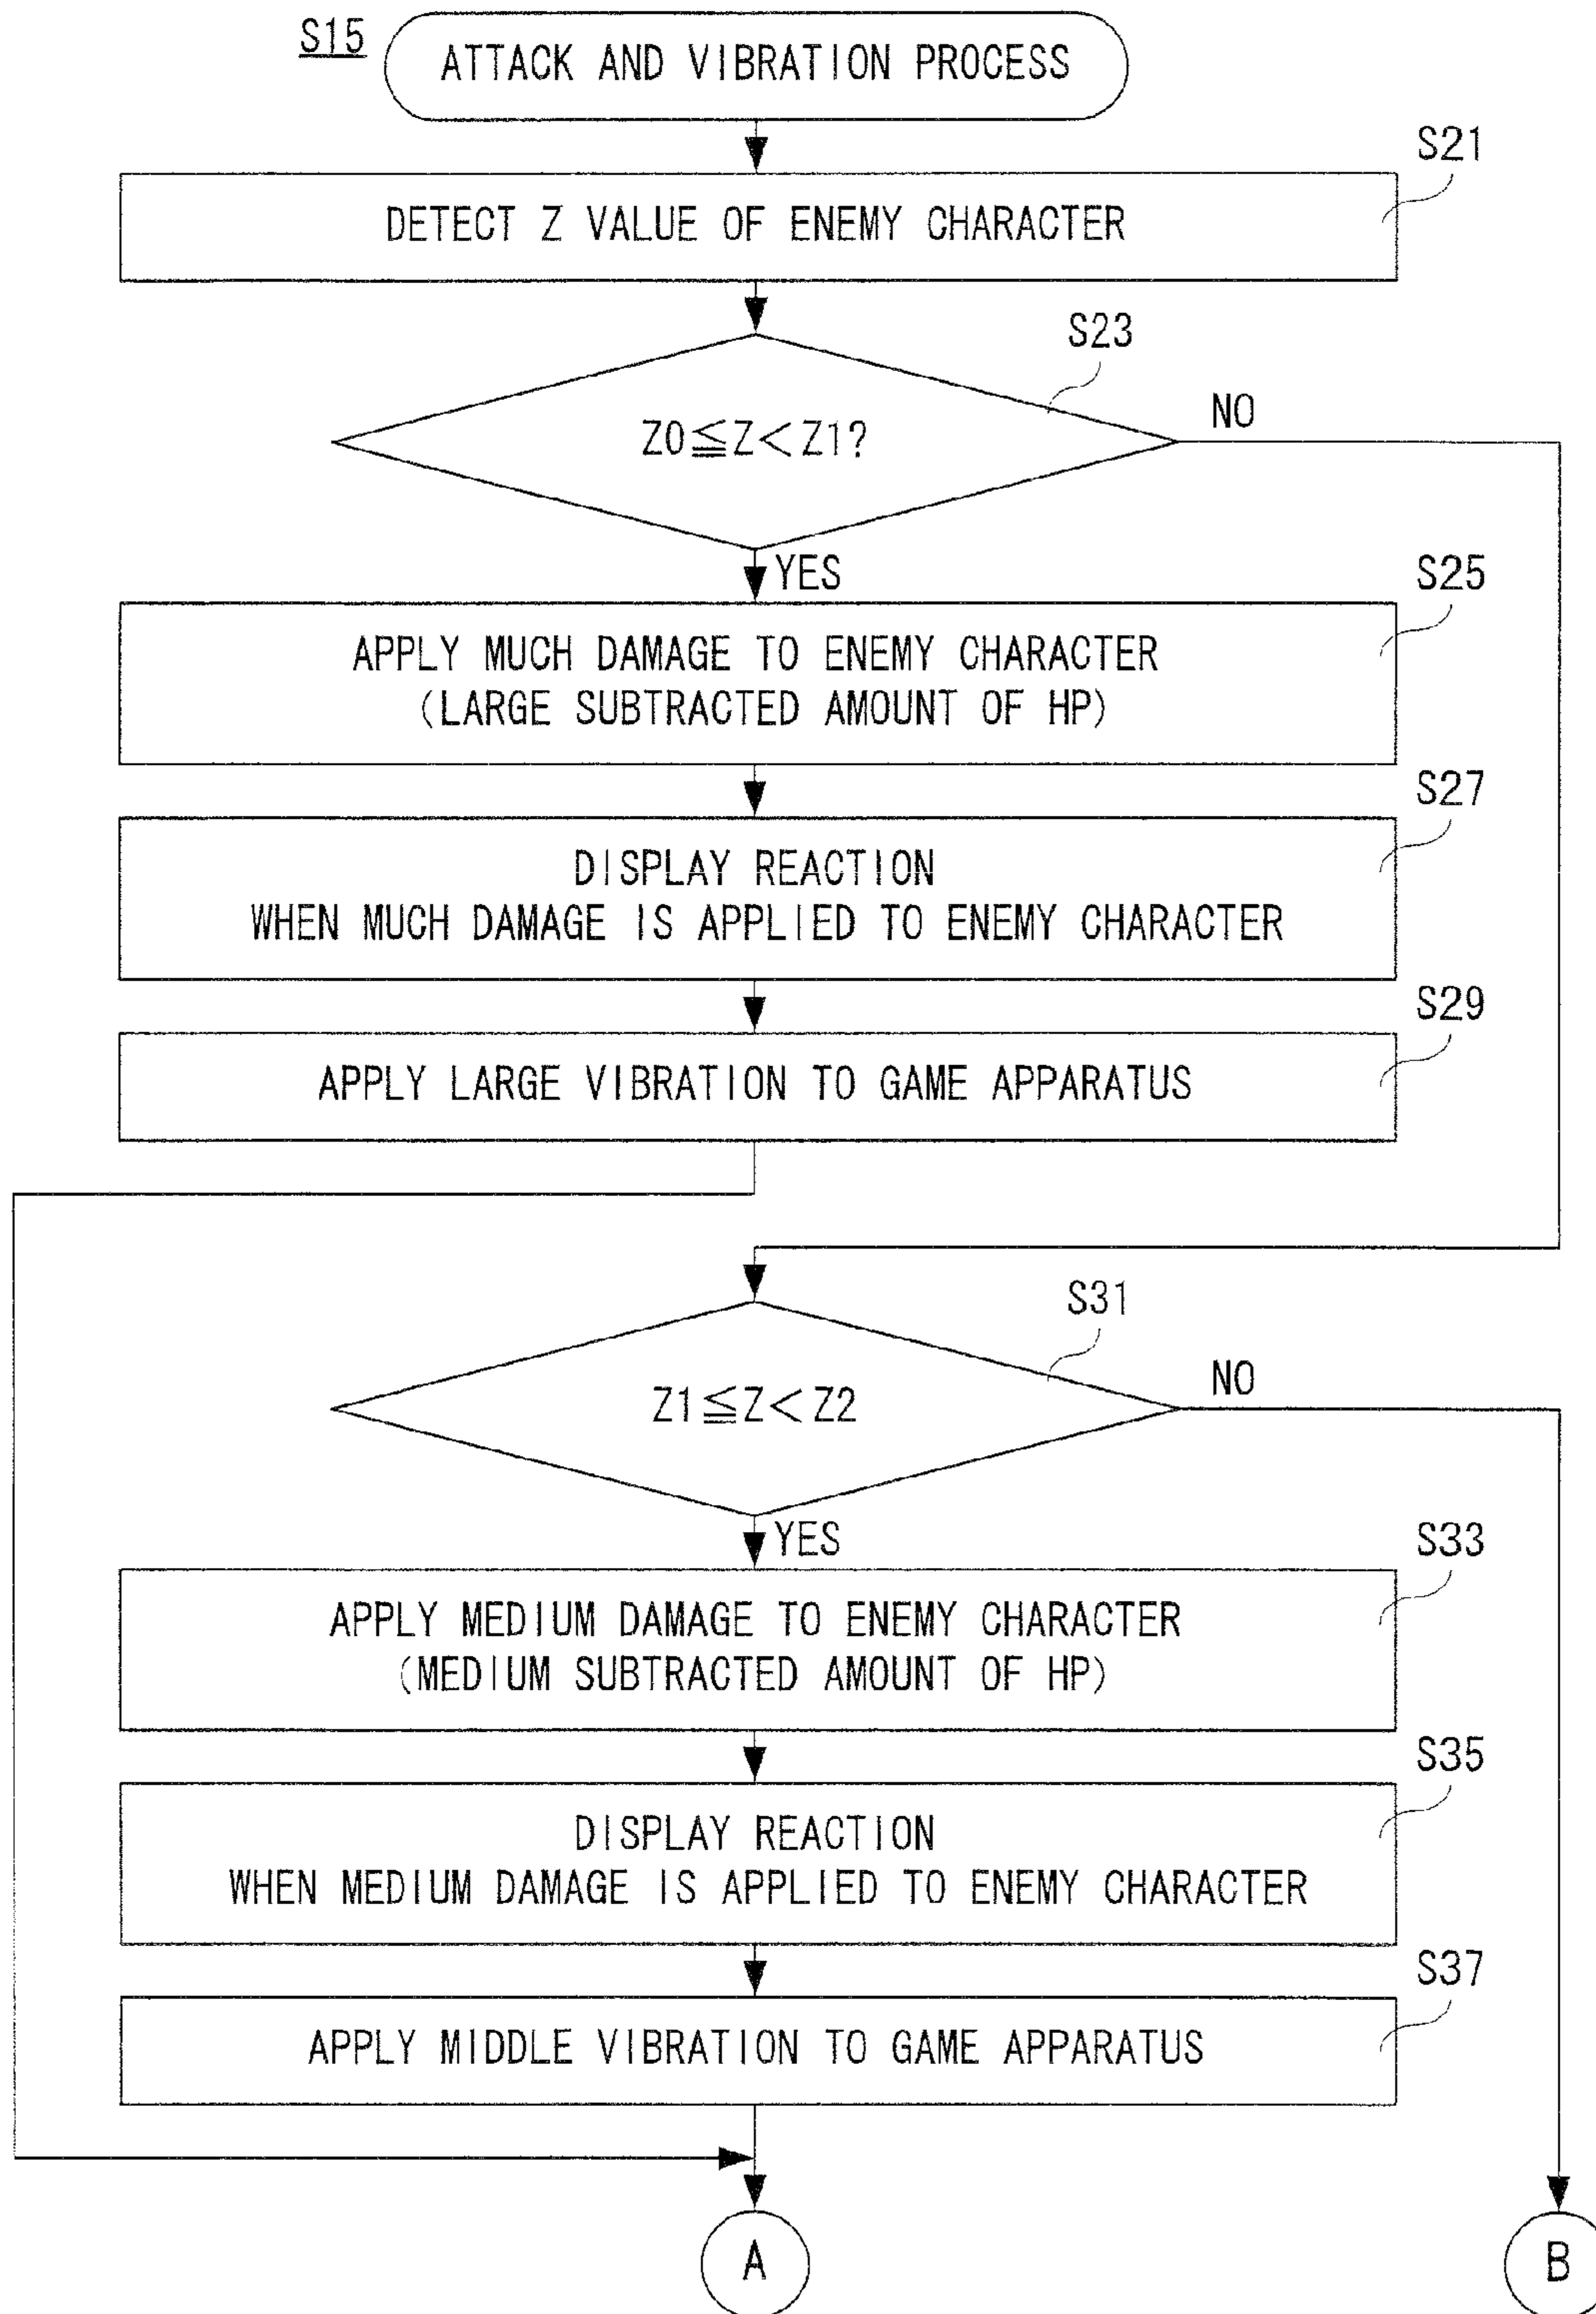 S15
ATTACK AND VIBRATION PROCESS
S21
DETECT Z VALUE OF ENEMY CHARACTER
S23
Z0≦Z<Z1?
NO
YES
S25
APPLY MUCH DAMAGE TO ENEMY CHARACTER
(LARGE SUBTRACTED AMOUNT OF HP)
S27
DISPLAY REACTION
WHEN MUCH DAMAGE IS APPLIED TO ENEMY CHARACTER
S29
APPLY LARGE VIBRATION TO GAME APPARATUS
S31
Z1≦Z<Z2
NO
YES
S33
APPLY MEDIUM DAMAGE TO ENEMY CHARACTER
(MEDIUM SUBTRACTED AMOUNT OF HP)
S35
DISPLAY REACTION
WHEN MEDIUM DAMAGE IS APPLIED TO ENEMY CHARACTER
S37
APPLY MIDDLE VIBRATION TO GAME APPARATUS
A
B